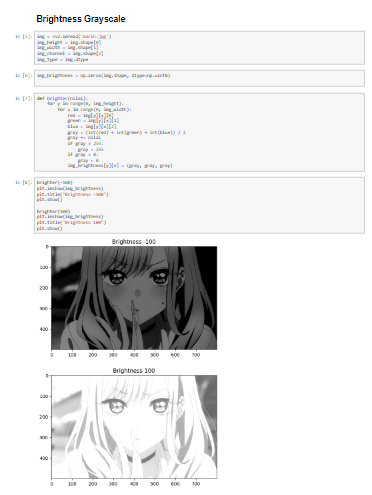 Brightness Grayscale
In [5]: img = cv2.imread('marin.jpg')
img_height = img.shape[0]
img_width = img.shape[1]
img_channel = img.shape[2]
img_type = img.dtype
In [6]: img_brightness = np.zeros(img.shape, dtype=np.uint8)
In [7]: def brighter(nilai):
for y in range(0, img_height):
for x in range(0, img_width):
red = img[y][x][0]
green = img[y][x][1]
blue = img[y][x][2]
gray = (int(red) + int(green) + int(blue)) / 3
gray += nilai
if gray > 255:
gray = 255
if gray < 0:
gray = 0
img_brightness[y][x] = (gray, gray, gray)
In [8]: brighter(-100)
plt.imshow(img_brightness)
plt.title("Brightness -100")
plt.show()
brighter(100)
plt.imshow(img_brightness)
plt.title("Brightness 100")
plt.show()
Brightness -100
0
100
200
300
400
0 100 200 300 400 500 600 700
Brightness 100
0
100
200
300
400
0 100 200 300 400 500 600 700